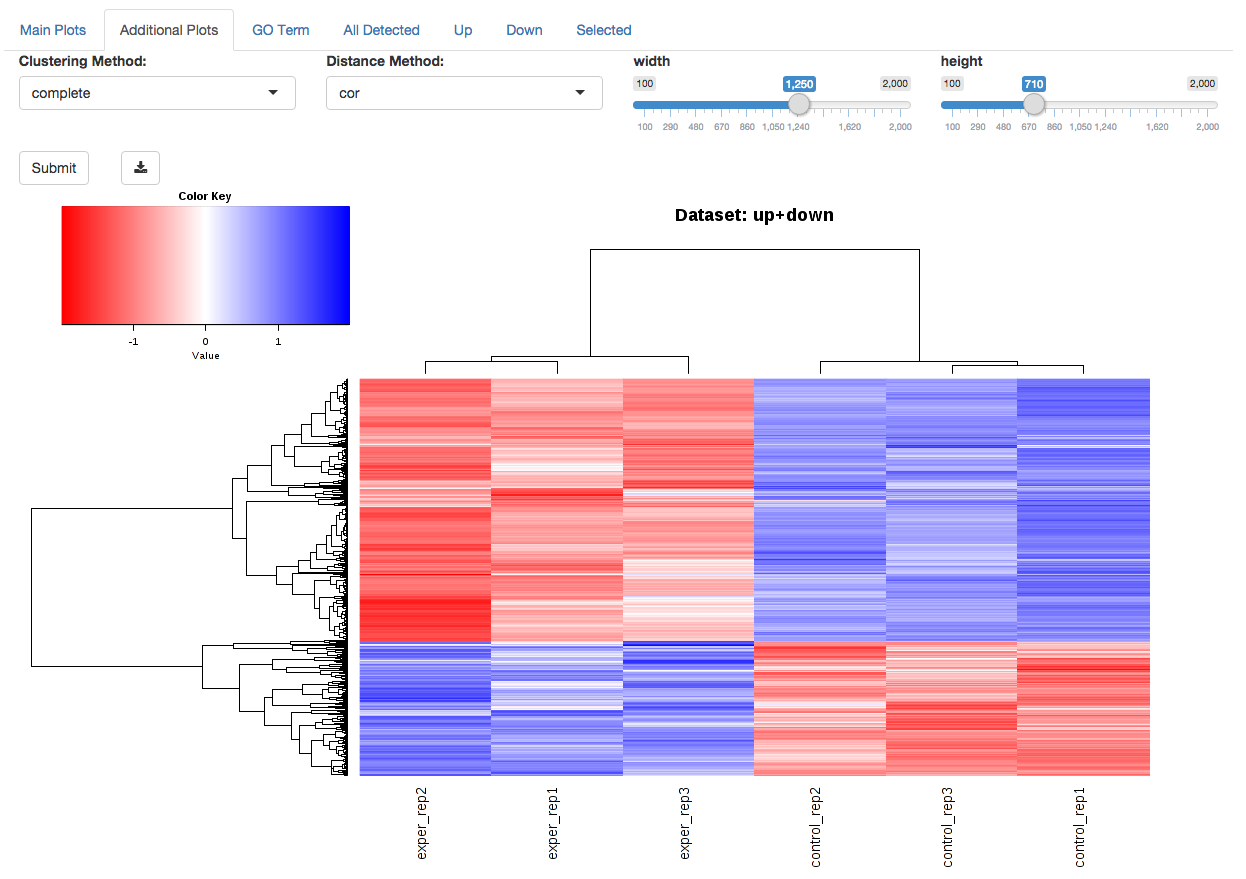 Main Plots Additional Plots GO Term All Detected Up Down Selected
Clustering Method: Distance Method: width height
complete cor
100 1,250 2,000 100 710 2,000
100 290 480 670 860 1,050 1,240 1,620 2,000 100 290 480 670 860 1,050 1,240 1,620 2,000
Submit
Color Key
Dataset: up+down
-1 0 1
Value
exper_rep2
exper_rep1
exper_rep3
control_rep2
control_rep3
control_rep1